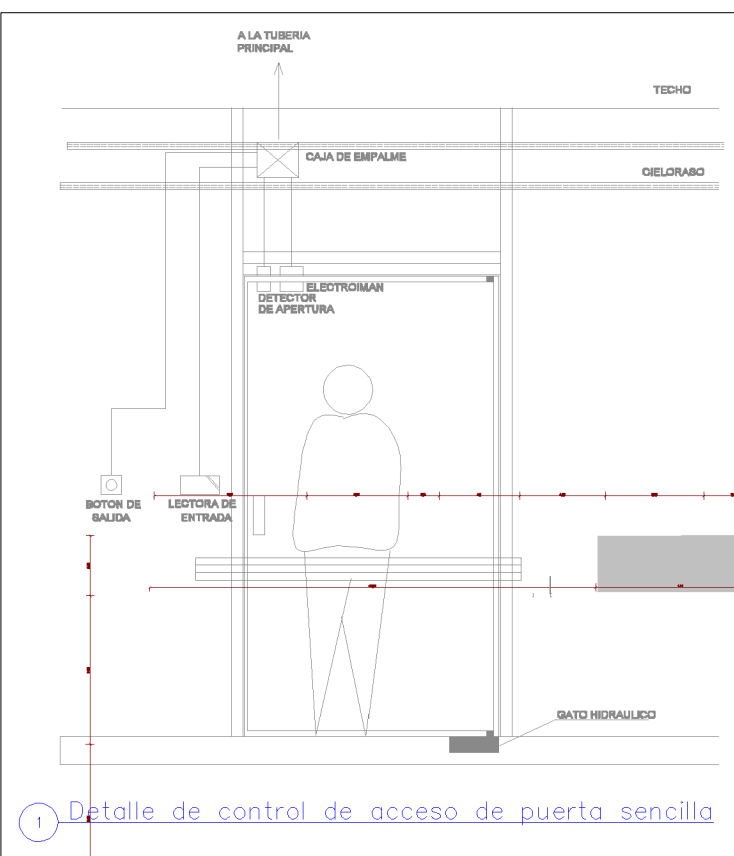 A LA TUBERIA
PRINCIPAL
TECHO
CAJA DE EMPALME
CIELORASO
ELECTROIMAN
DETECTOR
DE APERTURA
BOTON DE
SALIDA
LECTORA DE
ENTRADA
GATO HIDRAULICO
1
Detalle de control de acceso de puerta sencilla